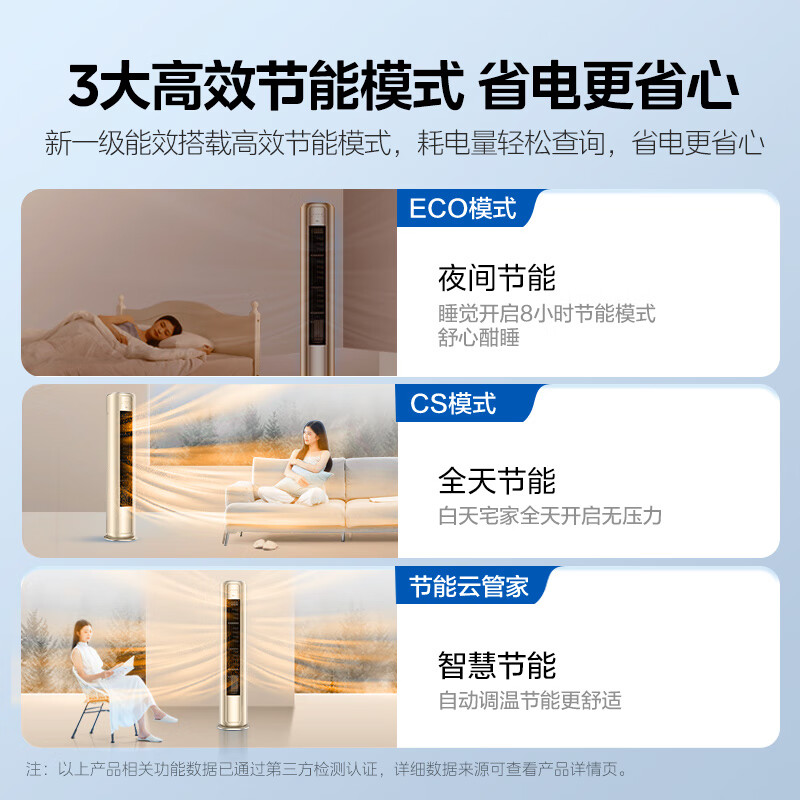 3大高效节能模式 省电更省心
新一级能效搭载高效节能模式，耗电量轻松查询，省电更省心
ECO模式
夜间节能
睡觉开启8小时节能模式
舒心酣睡
CS模式
全天节能
白天宅家全天开启无压力
节能云管家
智慧节能
自动调温节能更舒适
注：以上产品相关功能数据已通过第三方检测认证，详细数据来源可查看产品详情页。